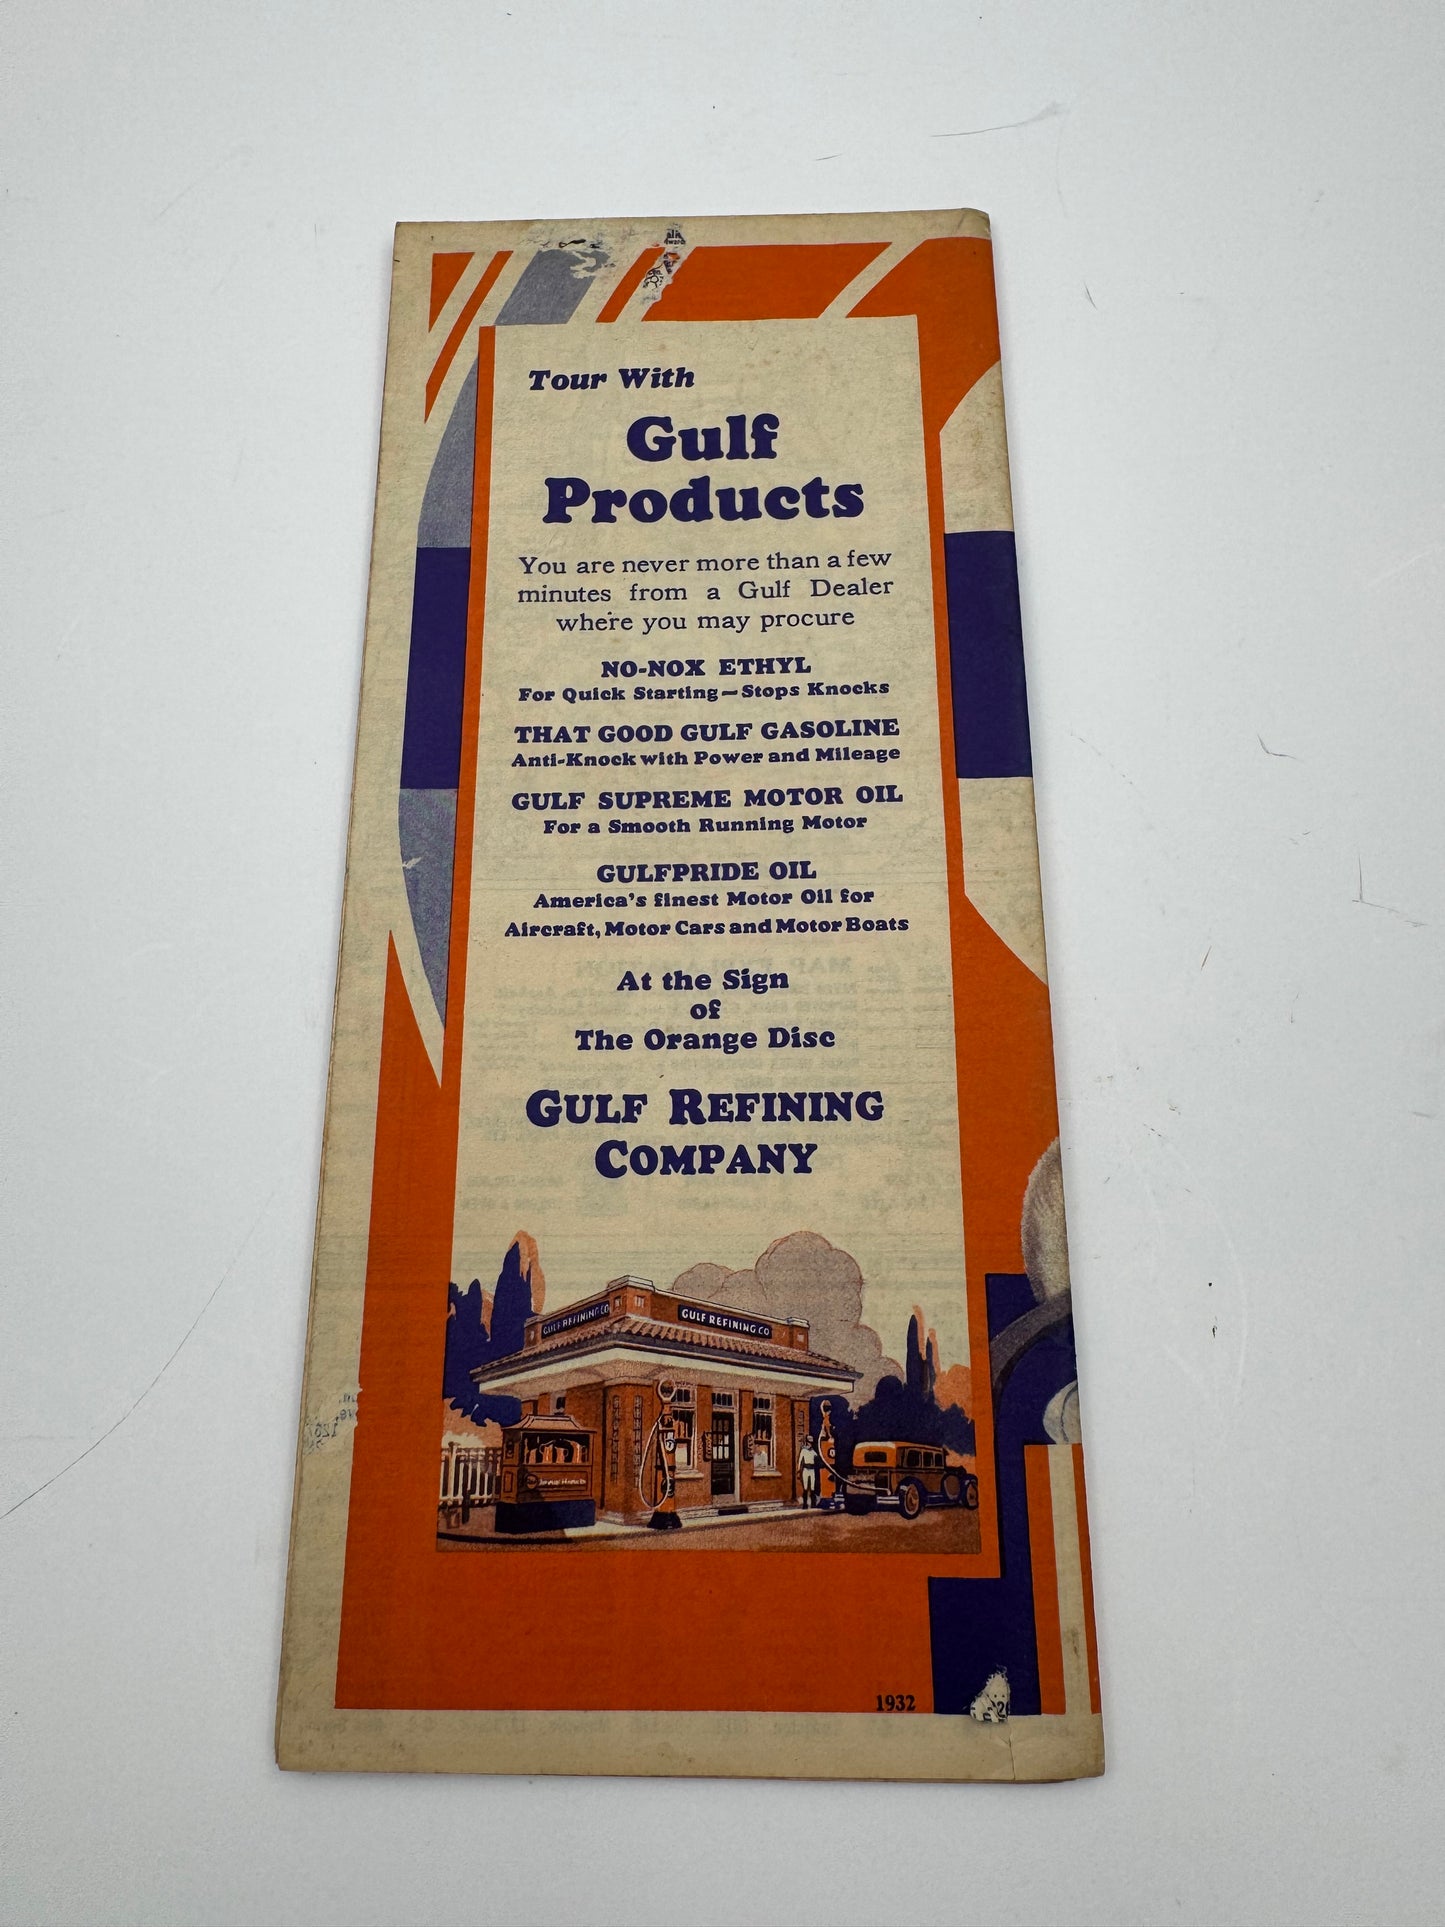 Tour With
Gulf
Products
You are never more than a few
minutes from a Gulf Dealer
where you may procure
NO-NOX ETHYL
For Quick Starting—Stops Knocks
THAT GOOD GULF GASOLINE
Anti-Knock with Power and Mileage
GULF SUPREME MOTOR OIL
For a Smooth Running Motor
GULFPRIDE OIL
America's finest Motor Oil for
Aircraft, Motor Cars and Motor Boats
At the Sign
of
The Orange Disc
GULF REFINING
COMPANY
GULF REFINING CO
GULF REFINING CO
1932